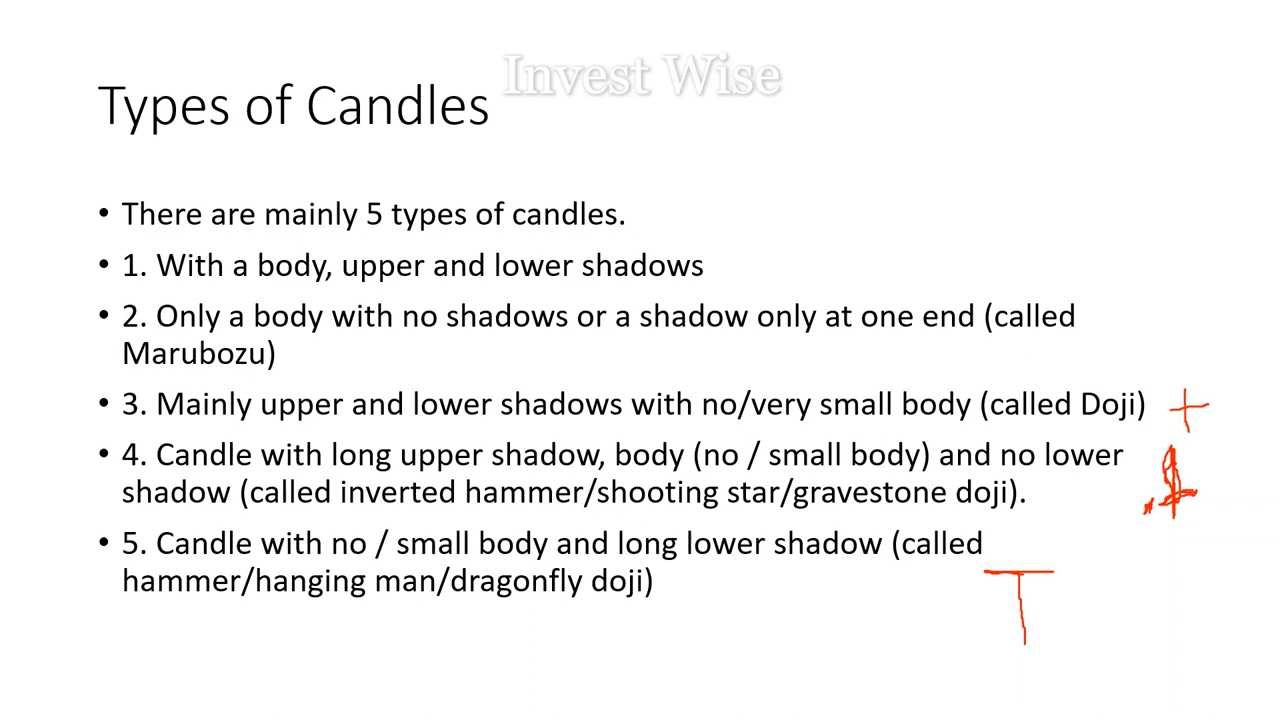 Invest Wise
Types of Candles
• There are mainly 5 types of candles.
• 1. With a body, upper and lower shadows
• 2. Only a body with no shadows or a shadow only at one end (called
Marubozu)
• 3. Mainly upper and lower shadows with no/very small body (called Doji)
• 4. Candle with long upper shadow, body (no / small body) and no lower
shadow (called inverted hammer/shooting star/gravestone doji).
• 5. Candle with no / small body and long lower shadow (called
hammer/hanging man/dragonfly doji)